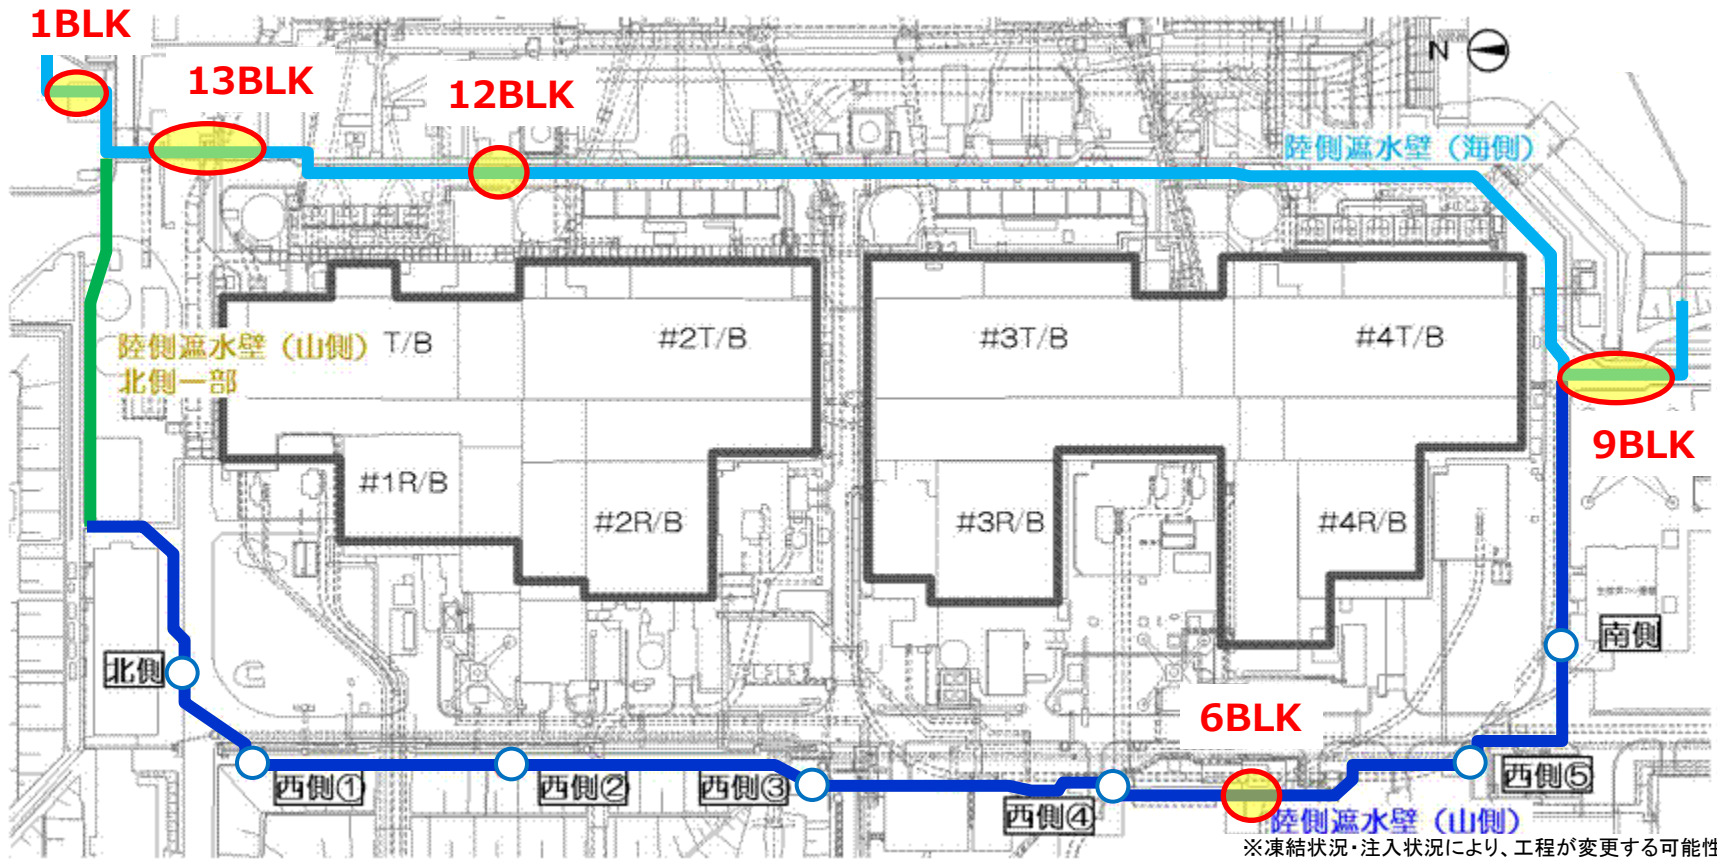 1BLK
13BLK
12BLK
N
陸側遮水壁（海側）
陸側遮水壁（山側）
北側一部
T/B
#2T/B
#3T/B
#4T/B
9BLK
#1R/B
#2R/B
#3R/B
#4R/B
北側
南側
6BLK
西側①
西側②
西側③
西側④
西側⑤
陸側遮水壁（山側）
※凍結状況・注入状況により、工程が変更する可能性